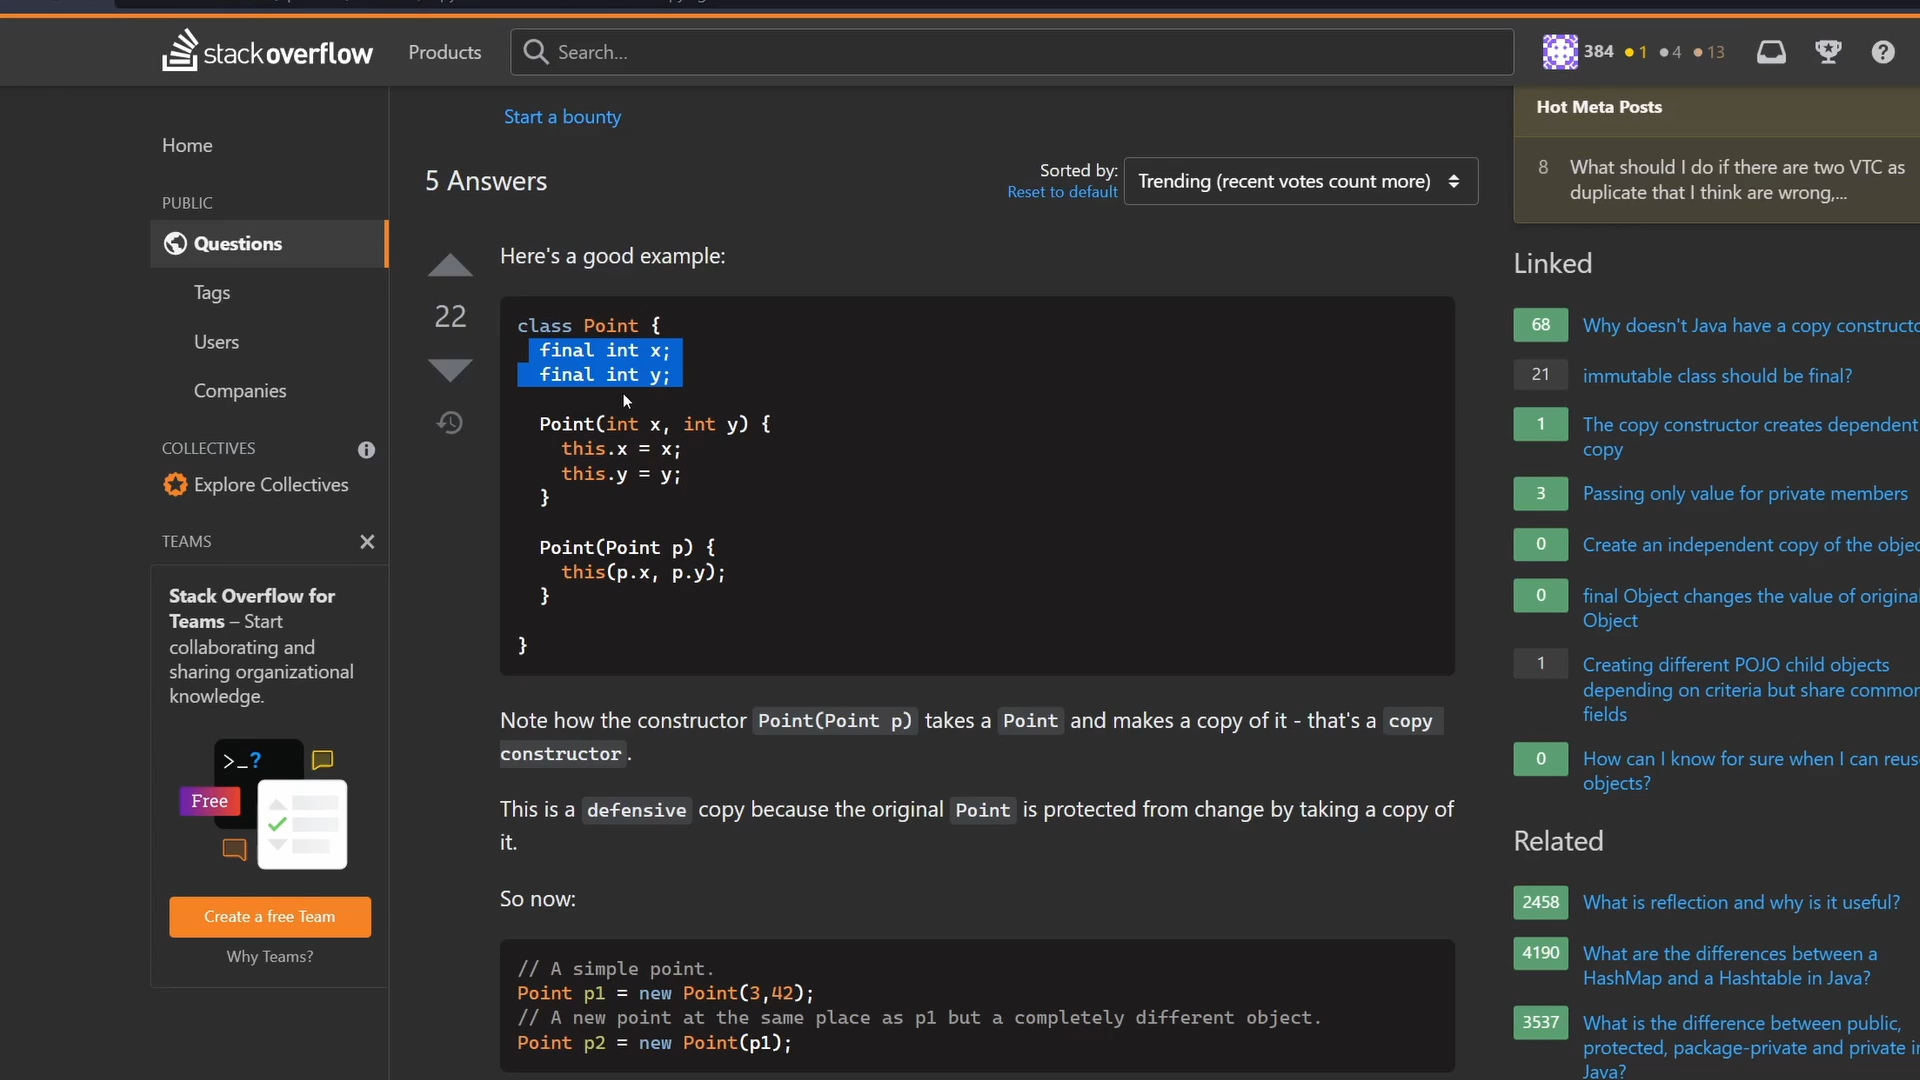 stackoverflow
Products
Search...
384 1 4 13
Home
PUBLIC
Questions
Tags
Users
Companies
COLLECTIVES
Explore Collectives
TEAMS
Stack Overflow for
Teams – Start
collaborating and
sharing organizational
knowledge.
>_?
Free
Create a free Team
Why Teams?
Start a bounty
5 Answers
Sorted by:
Reset to default
Trending (recent votes count more)
22
Here's a good example:
class Point {
final int x;
final int y;
Point(int x, int y) {
this.x = x;
this.y = y;
}
Point(Point p) {
this(p.x, p.y);
}
}
Note how the constructor Point(Point p) takes a Point and makes a copy of it - that's a copy
constructor.
This is a defensive copy because the original Point is protected from change by taking a copy of
it.
So now:
// A simple point.
Point p1 = new Point(3,42);
// A new point at the same place as p1 but a completely different object.
Point p2 = new Point(p1);
Hot Meta Posts
8 What should I do if there are two VTC as
duplicate that I think are wrong,...
Linked
68 Why doesn't Java have a copy constructo
21 immutable class should be final?
1 The copy constructor creates dependent
copy
3 Passing only value for private members
0 Create an independent copy of the objec
0 final Object changes the value of original
Object
1 Creating different POJO child objects
depending on criteria but share common
fields
0 How can I know for sure when I can reuse
objects?
Related
2458 What is reflection and why is it useful?
4190 What are the differences between a
HashMap and a Hashtable in Java?
3537 What is the difference between public,
protected, package-private and private in
Java?